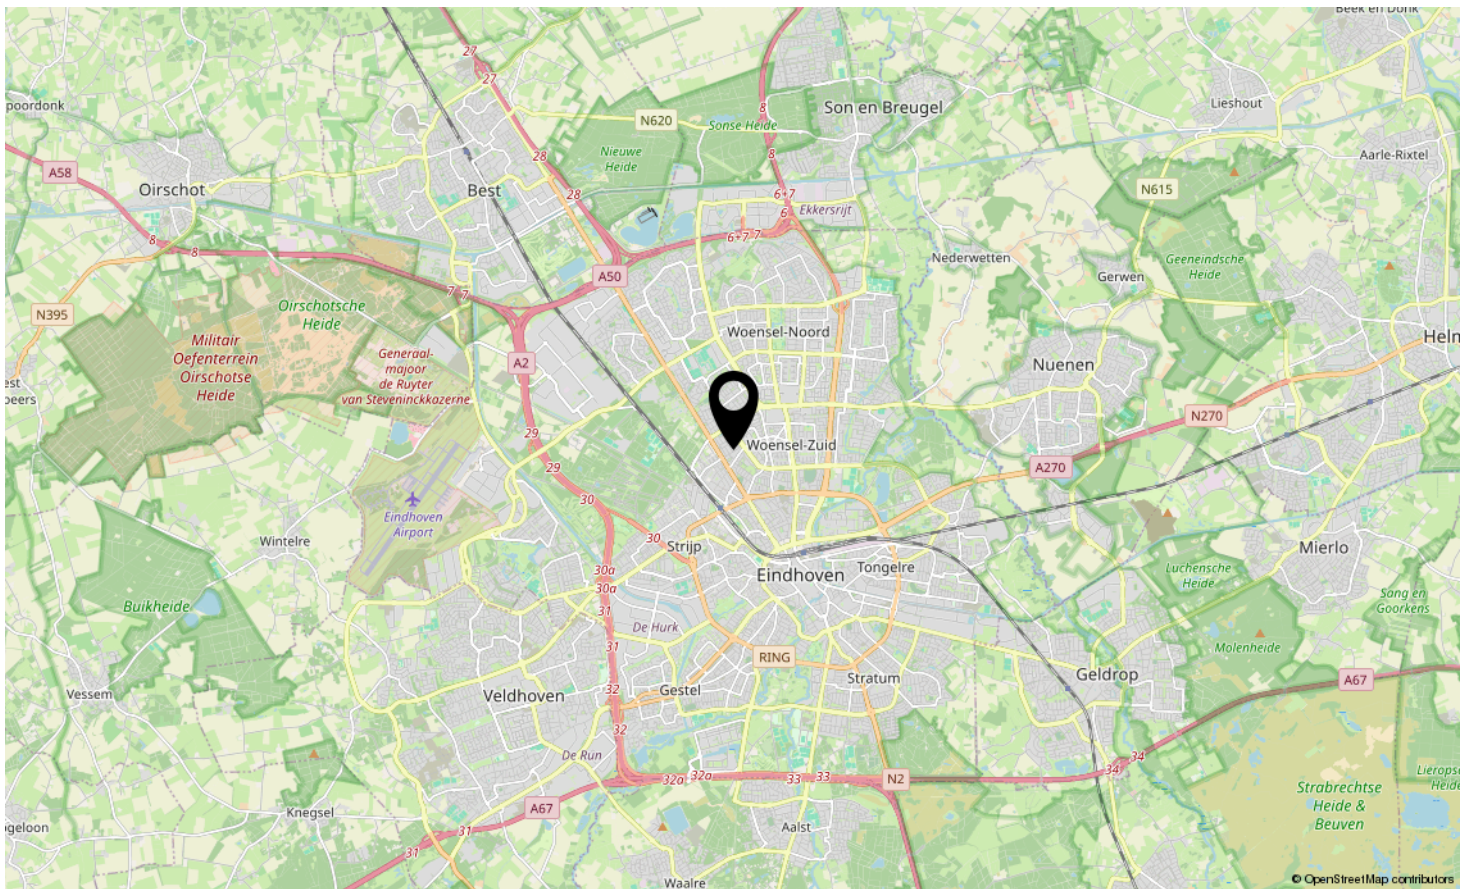 Beek en Donk
27
27
poordonk
8
Son en Breugel
Lieshout
N620
Sonse Heide
Nieuwe
Heide
28
8
Aarle-Rixtel
A58
Oirschot
Best
28
6+7
N615
6
Ekkersrijt
8
8
6+7
7
Nederwetten
Geeneindsche
Heide
A50
Gerwen
7
7
Oirschotsche
Heide
N395
Woensel-Noord
Militair
Oefenterrein
Oirschotse
Heide
Generaal-
majoor
de Ruyter
van Steveninckkazerne
A2
Nuenen
Helm
est
beers
N270
29
Woensel-Zuid
29
A270
30
Eindhoven
Airport
30
Wintelre
Strijp
Mierlo
30a
30a
Eindhoven
Tongelre
Luchensche
Heide
Buikheide
31
De Hurk
Sang en
Goorkens
31
RING
Molenheide
Vessem
Veldhoven
32
Gestel
Stratum
Geldrop
A67
32
De Run
34
34
32a
32a
33
33
N2
Lieropse
Heide
Strabrechtse
Heide &
Beuven
A67
Knegsel
geloon
31
Aalst
31
Waalre
© OpenStreetMap contributors